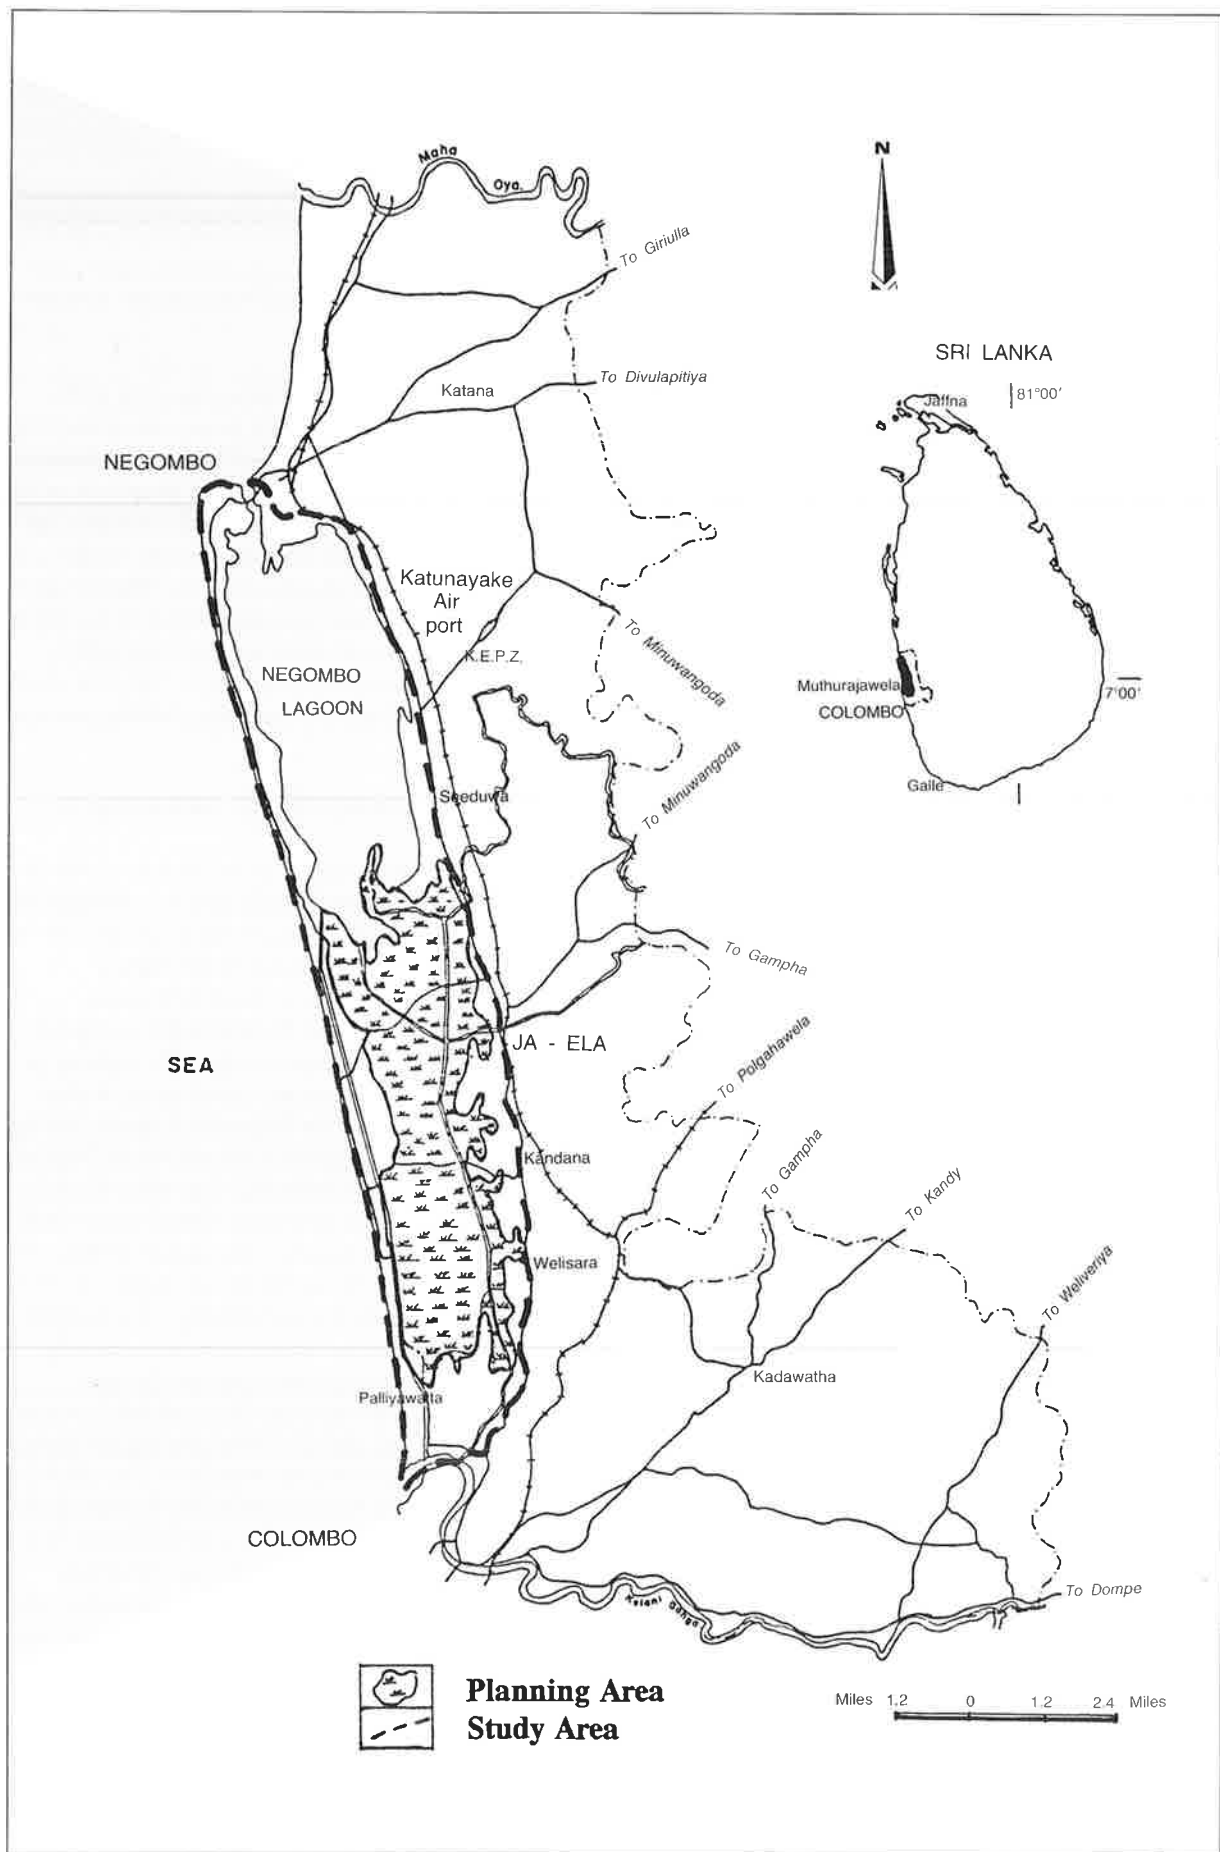 Maha
Oya.
N
To Giriulla
SRI LANKA
81°00'
Jaffna
To Divulapitiya
Katana
NEGOMBO
Katunayake
Air
port
To Minuwangoda
K.E.P.Z.
NEGOMBO
LAGOON
Muthurajawela
7°00'
COLOMBO
To Minuwangoda
Galle
Seeduwa
To Gampha
JA - ELA
SEA
To Polgahawela
Kandana
To Gampha
To Kandy
Welisara
To Weliveriya
Kadawatha
Palliyawatta
COLOMBO
To Dompe
Kelani Ganga
Planning Area
Study Area
Miles 1.2 0 1.2 2.4 Miles